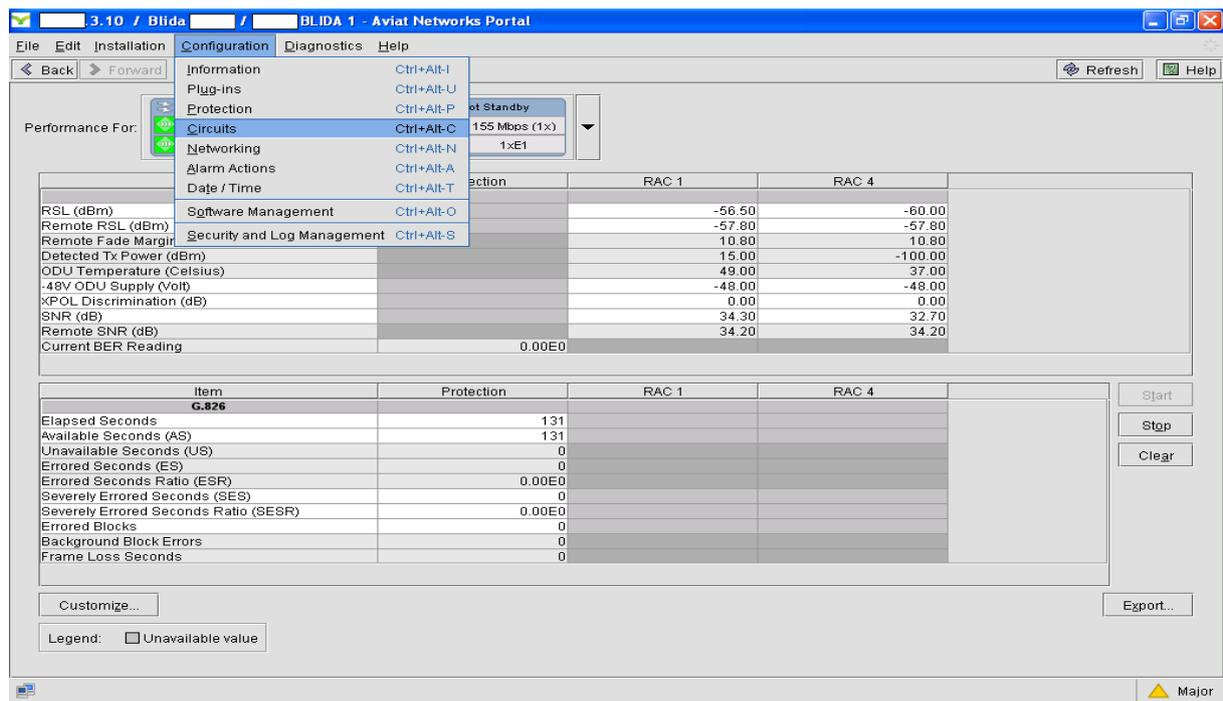 .3.10 / Blida / BLIDA 1 - Aviat Networks Portal
File Edit Installation Configuration Diagnostics Help
Back Forward Refresh Help
Information Ctrl+Alt-I
Plug-ins Ctrl+Alt-U
Protection Ctrl+Alt-P
Circuits Ctrl+Alt-C
Networking Ctrl+Alt-N
Alarm Actions Ctrl+Alt-A
Date / Time Ctrl+Alt-T
Software Management Ctrl+Alt-O
Security and Log Management Ctrl+Alt-S
Performance For:
ot Standby
155 Mbps (1x)
1xE1
ection RAC 1 RAC 4
RSL (dBm) -56.50 -60.00
Remote RSL (dBm) -57.80 -57.80
Remote Fade Margin 10.80 10.80
Detected Tx Power (dBm) 15.00 -100.00
ODU Temperature (Celsius) 49.00 37.00
-48V ODU Supply (Volt) -48.00 -48.00
XPOL Discrimination (dB) 0.00 0.00
SNR (dB) 34.30 32.70
Remote SNR (dB) 34.20 34.20
Current BER Reading 0.00E0
Item Protection RAC 1 RAC 4
G.826
Elapsed Seconds 131
Available Seconds (AS) 131
Unavailable Seconds (US) 0
Errored Seconds (ES) 0
Errored Seconds Ratio (ESR) 0.00E0
Severely Errored Seconds (SES) 0
Severely Errored Seconds Ratio (SESR) 0.00E0
Errored Blocks 0
Background Block Errors 0
Frame Loss Seconds 0
Start
Stop
Clear
Customize... Export...
Legend: Unavailable value
Major